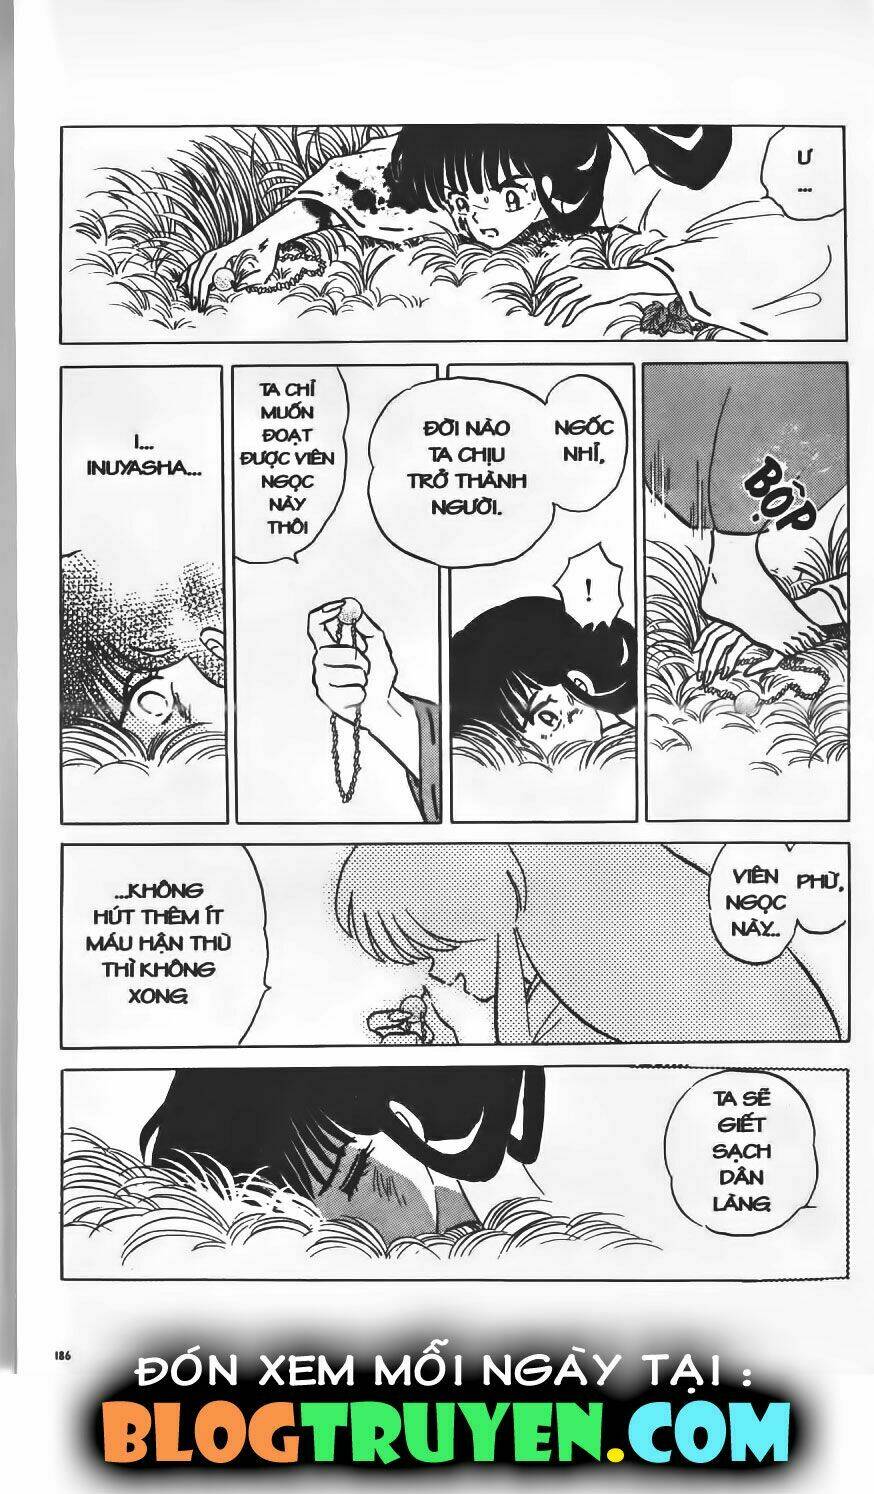 Ư
...
BỘP
NGỐC
NHỈ,
ĐỜI NÀO
TA CHỊU
TRỞ THÀNH
NGƯỜI.
!
TA CHỈ
MUỐN
ĐOẠT
ĐƯỢC VIÊN
NGỌC
NÀY
THÔI
I...
INUYASHA...
PHỪ,
VIÊN
NGỌC
NÀY...
...KHÔNG
HÚT THÊM ÍT
MÁU HẬN THÙ
THÌ KHÔNG
XONG.
TA SẼ
GIẾT
SẠCH
DÂN
LÀNG.
186
ĐÓN XEM MỖI NGÀY TẠI :
BLOGTRUYEN.COM